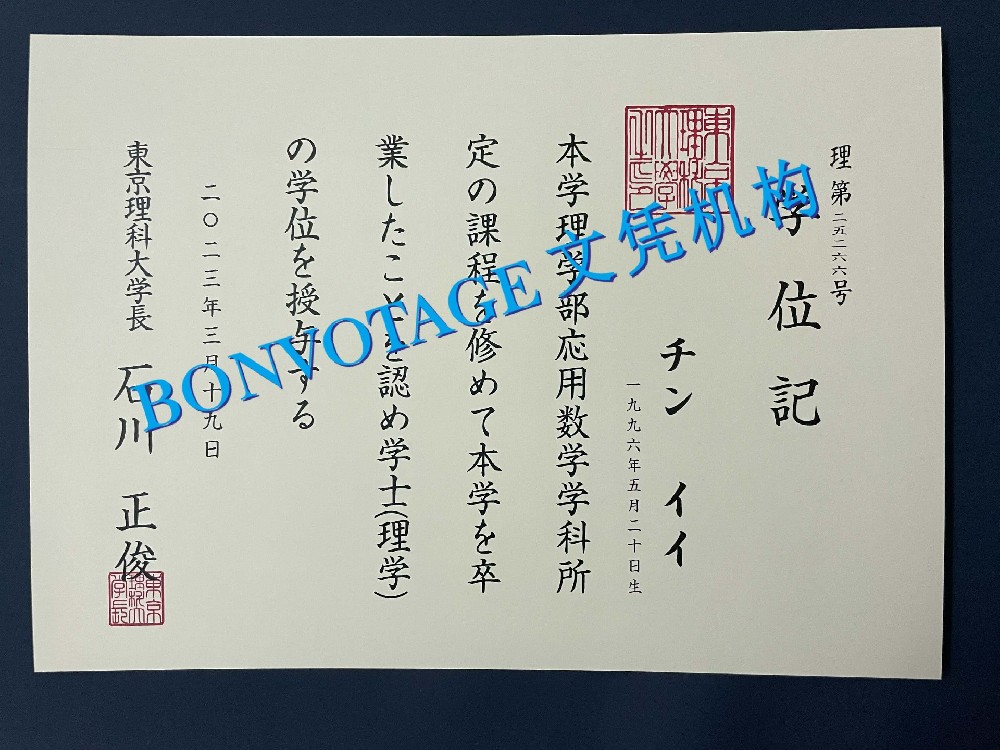 理第二五二六六号
学位記
チン　イイ
一九九六年五月二十日生
本学理学部応用数学学科所
定の課程を修めて本学を卒
業したことを認め学士(理学)
の学位を授与する
二〇二三年三月十九日
東京理科大学長　石川　正俊
BONVOTAGE文凭机构